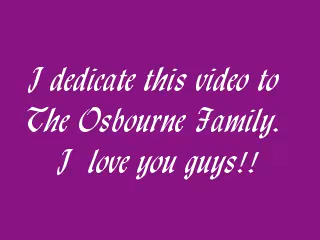 I dedicate this video to
The Osbourne Family.
I love you guys!!